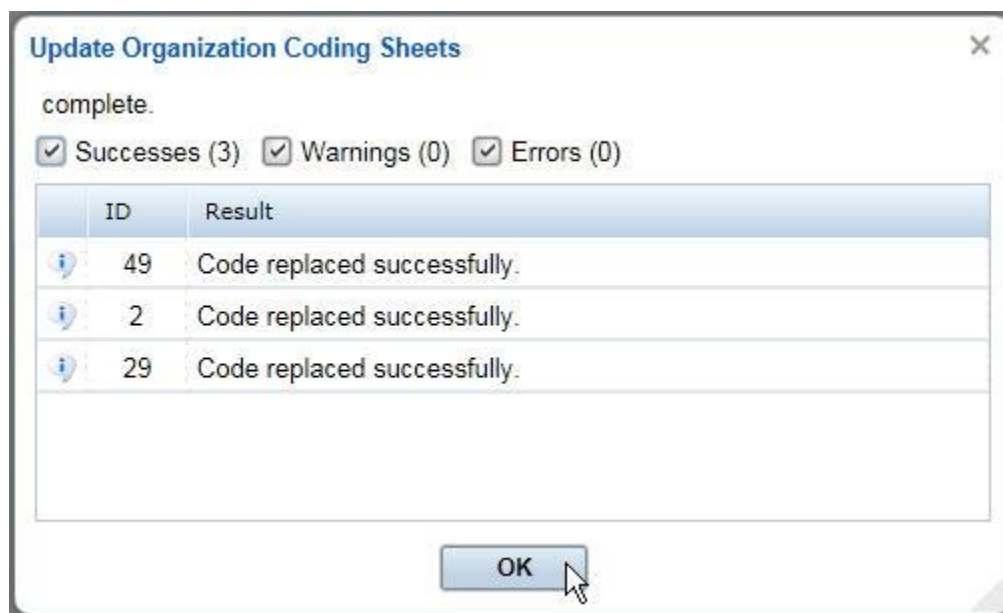 Update Organization Coding Sheets
complete.
Successes (3) Warnings (0) Errors (0)
ID Result
49 Code replaced successfully.
2 Code replaced successfully.
29 Code replaced successfully.
OK